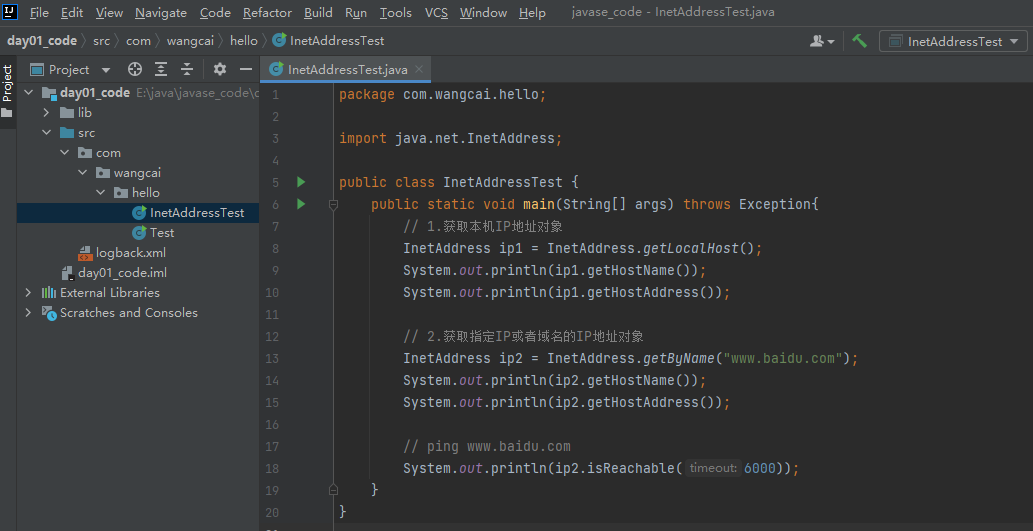 File Edit View Navigate Code Refactor Build Run Tools VCS Window Help javase_code - InetAddressTest.java
day01_code src com wangcai hello InetAddressTest InetAddressTest
Project
Project
InetAddressTest.java
day01_code E:\java\javase_code\d
lib
src
com
wangcai
hello
InetAddressTest
Test
logback.xml
day01_code.iml
External Libraries
Scratches and Consoles
1 package com.wangcai.hello;
2
3 import java.net.InetAddress;
4
5 public class InetAddressTest {
6 public static void main(String[] args) throws Exception{
7 // 1.获取本机IP地址对象
8 InetAddress ip1 = InetAddress.getLocalHost();
9 System.out.println(ip1.getHostName());
10 System.out.println(ip1.getHostAddress());
11
12 // 2.获取指定IP或者域名的IP地址对象
13 InetAddress ip2 = InetAddress.getByName("www.baidu.com");
14 System.out.println(ip2.getHostName());
15 System.out.println(ip2.getHostAddress());
16
17 // ping www.baidu.com
18 System.out.println(ip2.isReachable( timeout: 6000));
19 }
20 }